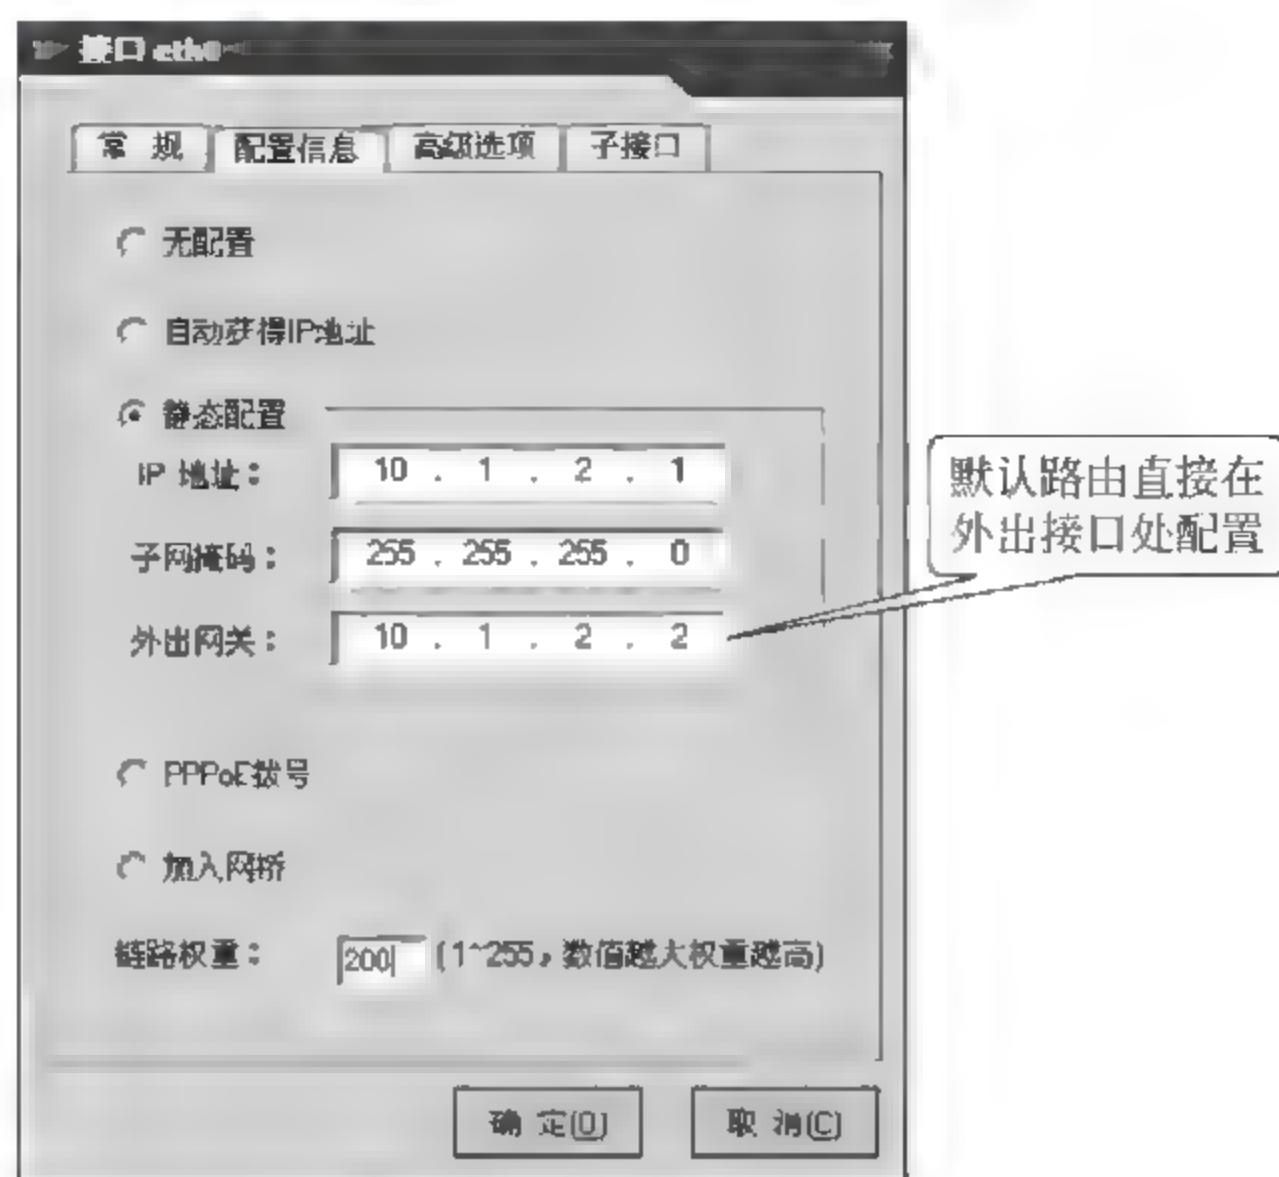 接口 eth0
常 规 配置信息 高级选项 子接口
无配置
自动获得IP地址
静态配置
IP 地址： 10 . 1 . 2 . 1
子网掩码： 255 . 255 . 255 . 0
外出网关： 10 . 1 . 2 . 2
默认路由直接在
外出接口处配置
PPPoE拨号
加入网桥
链路权重： 200 (1~255，数值越大权重越高)
确 定(O) 取 消(C)